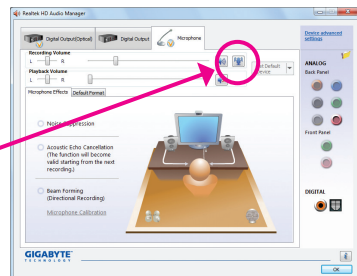 Realtek HD Audio Manager
Digital Output(Optical)
Digital Output
Microphone
Device advanced
settings
Recording Volume
L
R
Set Default
Device
ANALOG
Back Panel
Playback Volume
L
R
Microphone Effects
Default Format
Noise Suppression
Front Panel
Acoustic Echo Cancellation
(The function will become
valid starting from the next
recording.)
Beam Forming
(Directional Recording)
Microphone Calibration
DIGITAL
GIGABYTE
TECHNOLOGY
OK